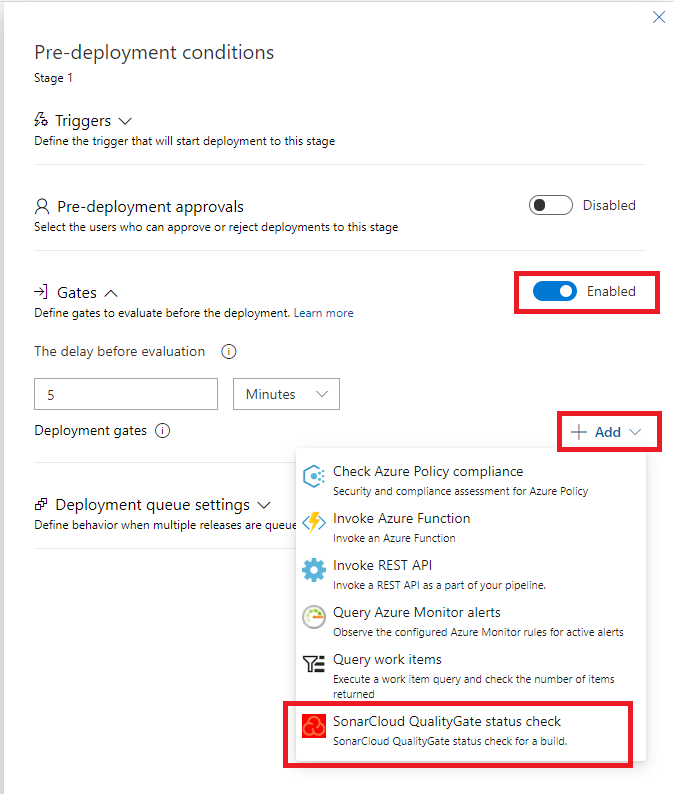 Pre-deployment conditions
Stage 1
Triggers
Define the trigger that will start deployment to this stage
Pre-deployment approvals
Disabled
Select the users who can approve or reject deployments to this stage
Gates
Enabled
Define gates to evaluate before the deployment. Learn more
The delay before evaluation
5
Minutes
Deployment gates
Add
Deployment queue settings
Define behavior when multiple releases are queue
Check Azure Policy compliance
Security and compliance assessment for Azure Policy
Invoke Azure Function
Invoke an Azure Function
Invoke REST API
Invoke a REST API as a part of your pipeline.
Query Azure Monitor alerts
Observe the configured Azure Monitor rules for active alerts
Query work items
Execute a work item query and check the number of items
returned
SonarCloud QualityGate status check
SonarCloud QualityGate status check for a build.